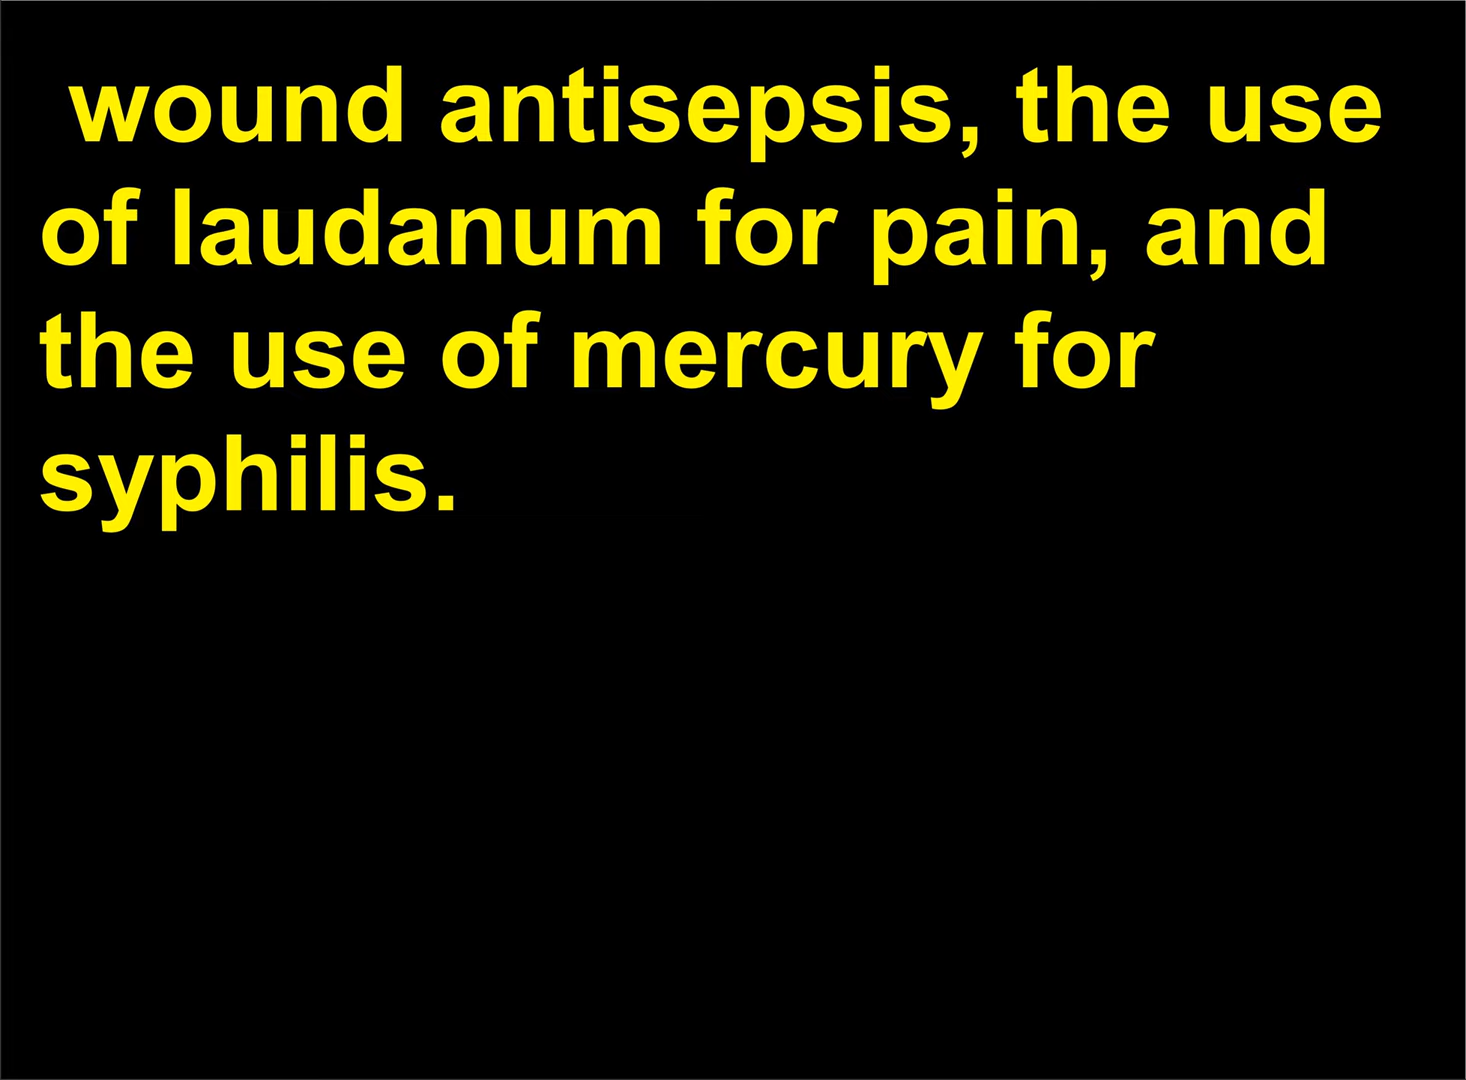 wound antisepsis, the use
of laudanum for pain, and
the use of mercury for
syphilis.